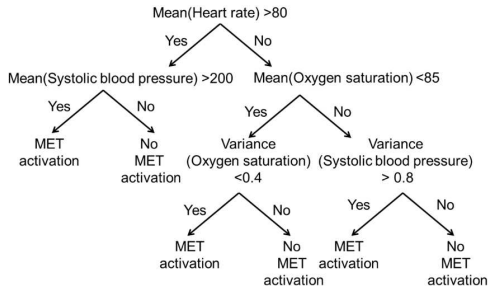 Mean(Heart rate) >80
Yes No
Mean(Systolic blood pressure) >200 Mean(Oxygen saturation) <85
Yes No Yes No
MET
activation
No
MET
activation
Variance
(Oxygen saturation)
<0.4
Variance
(Systolic blood pressure)
> 0.8
Yes No Yes No
MET
activation
No
MET
activation
MET
activation
No
MET
activation